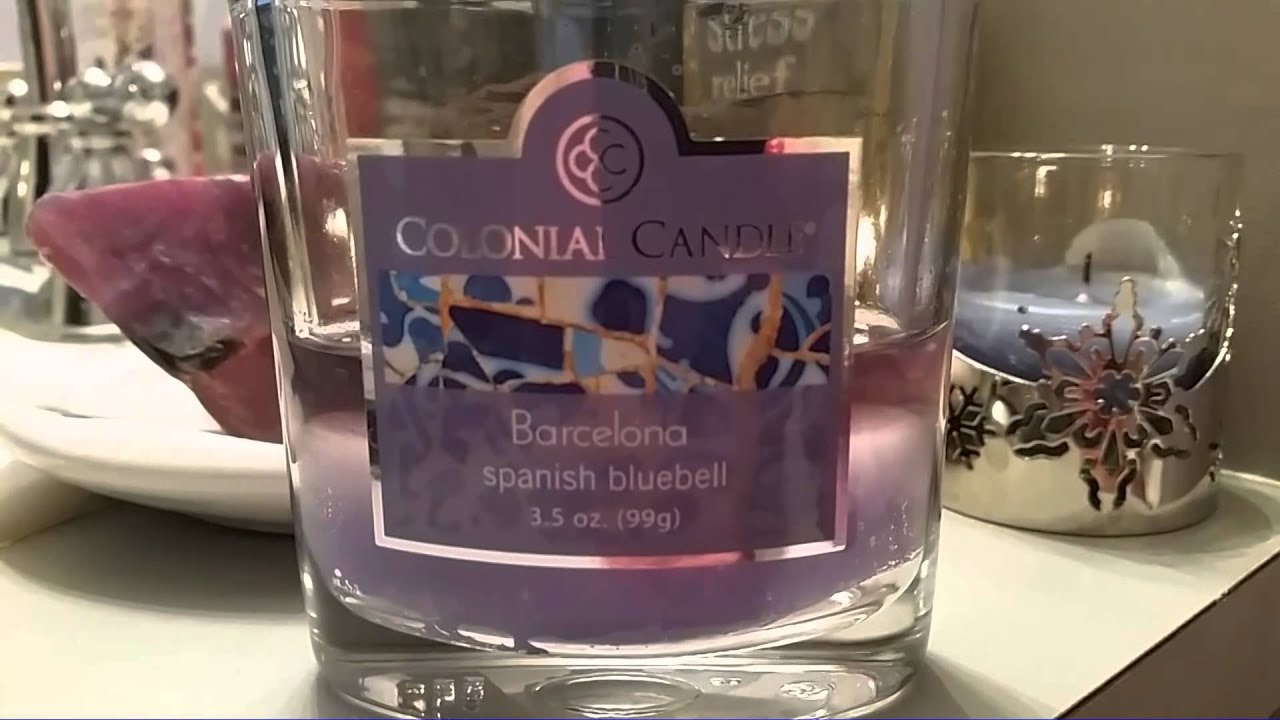 stress
relief
COLONIAL CANDLE
Barcelona
spanish bluebell
3.5 oz. (99g)